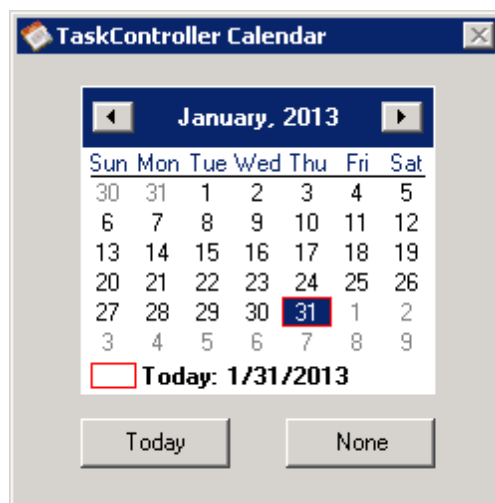 TaskController Calendar
January, 2013
Sun Mon Tue Wed Thu Fri Sat
30 31 1 2 3 4 5
6 7 8 9 10 11 12
13 14 15 16 17 18 19
20 21 22 23 24 25 26
27 28 29 30 31 1 2
3 4 5 6 7 8 9
Today: 1/31/2013
Today None